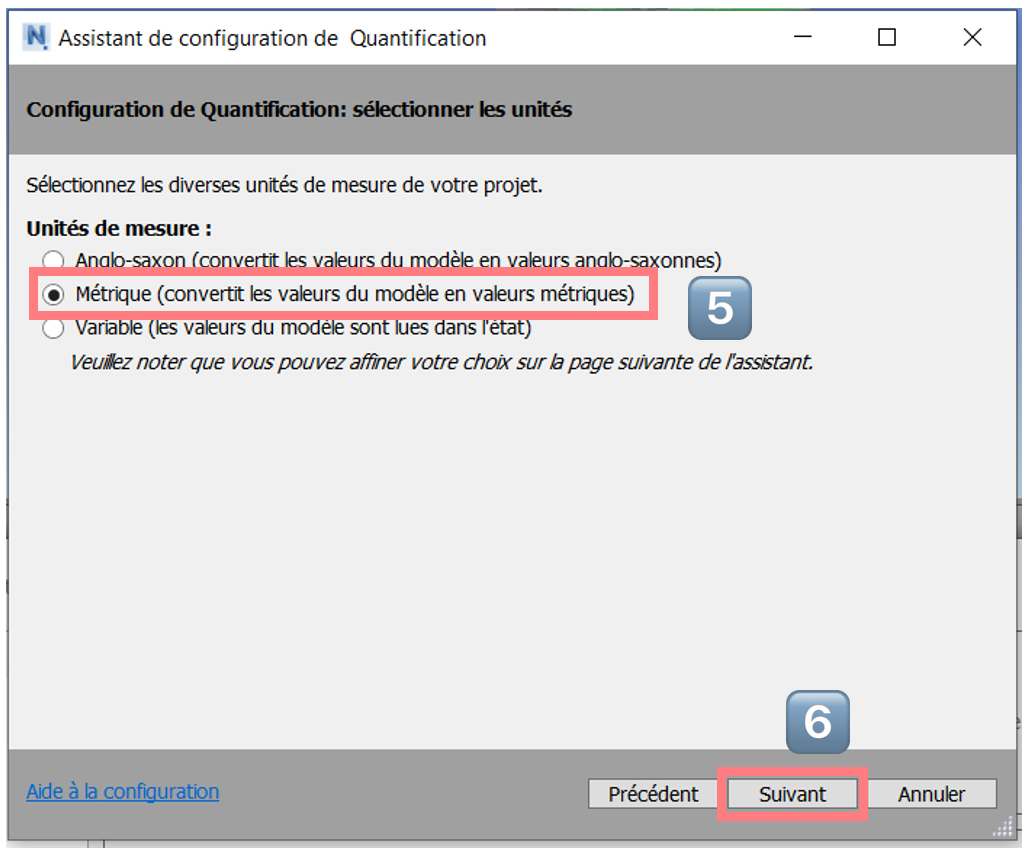 Assistant de configuration de Quantification
Configuration de Quantification: sélectionner les unités
Sélectionnez les diverses unités de mesure de votre projet.
Unités de mesure :
Anglo-saxon (convertit les valeurs du modèle en valeurs anglo-saxonnes)
Métrique (convertit les valeurs du modèle en valeurs métriques)
5
Variable (les valeurs du modèle sont lues dans l'état)
Veuillez noter que vous pouvez affiner votre choix sur la page suivante de l'assistant.
6
Aide à la configuration
Précédent Suivant Annuler